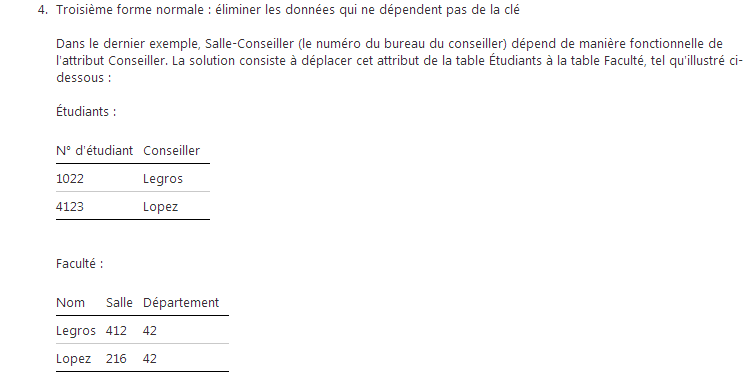 4. Troisième forme normale : éliminer les données qui ne dépendent pas de la clé
Dans le dernier exemple, Salle-Conseiller (le numéro du bureau du conseiller) dépend de manière fonctionnelle de
l'attribut Conseiller. La solution consiste à déplacer cet attribut de la table Étudiants à la table Faculté, tel qu'illustré ci-
dessous :
Étudiants :
N° d'étudiant Conseiller
1022 Legros
4123 Lopez
Faculté :
Nom Salle Département
Legros 412 42
Lopez 216 42